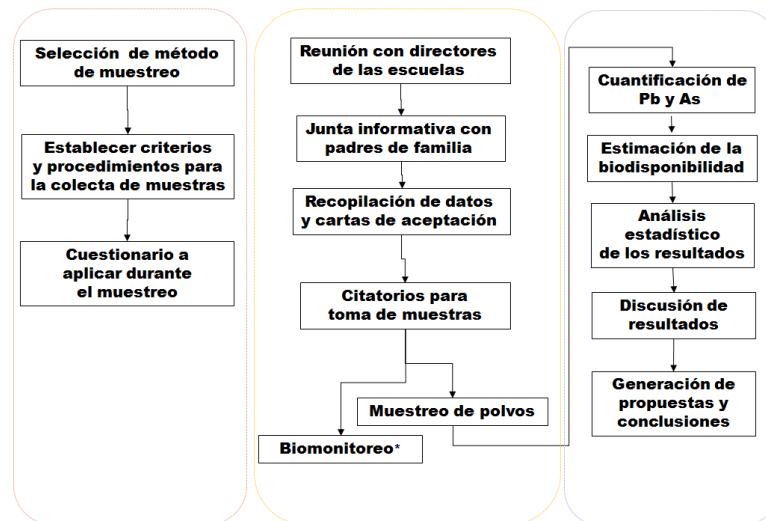 Selección de método
de muestreo
Establecer criterios
y procedimientos para
la colecta de muestras
Cuestionario a
aplicar durante
el muestreo
Reunión con directores
de las escuelas
Junta informativa con
padres de familia
Recopilación de datos
y cartas de aceptación
Citatorios para
toma de muestras
Muestreo de polvos
Biomonitoreo*
Cuantificación de
Pb y As
Estimación de la
biodisponibilidad
Análisis
estadístico
de los resultados
Discusión de
resultados
Generación de
propuestas y
conclusiones